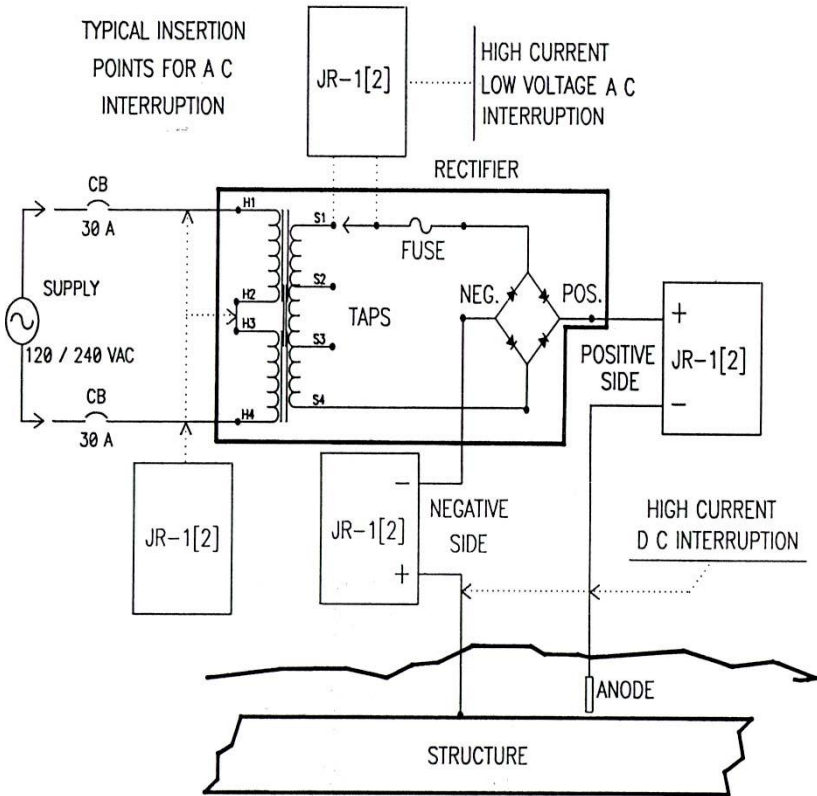 TYPICAL INSERTION
POINTS FOR A C
INTERRUPTION
JR-1[2]
HIGH CURRENT
LOW VOLTAGE A C
INTERRUPTION
RECTIFIER
CB
30 A
H1
S1
FUSE
SUPPLY
H2
S2
NEG.
POS.
H3
TAPS
120 / 240 VAC
S3
+
JR-1[2]
−
POSITIVE
SIDE
CB
30 A
H4
S4
JR-1[2]
−
JR-1[2]
+
NEGATIVE
SIDE
HIGH CURRENT
D C INTERRUPTION
ANODE
STRUCTURE